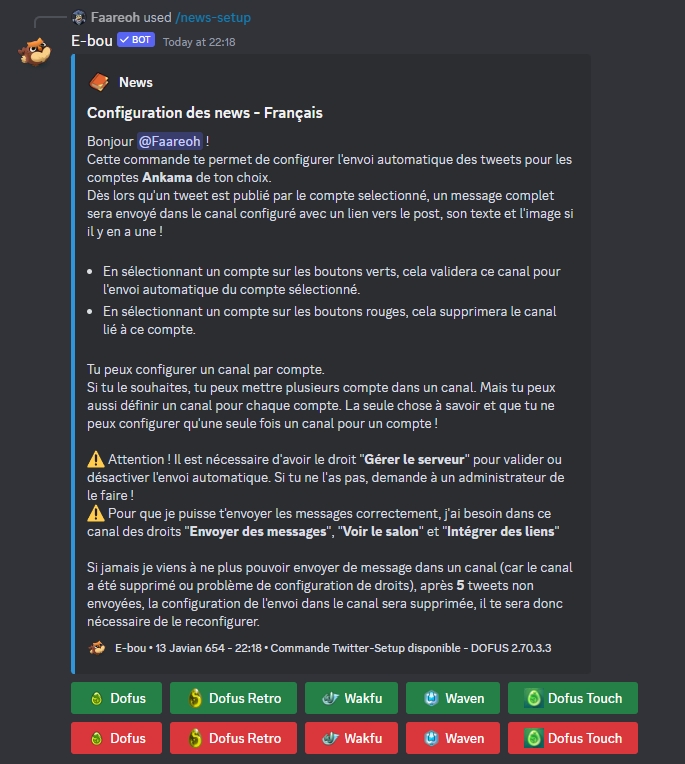 Faareoh used /news-setup
E-bou BOT Today at 22:18
News
Configuration des news - Français
Bonjour @Faareoh !
Cette commande te permet de configurer l'envoi automatique des tweets pour les
comptes Ankama de ton choix.
Dès lors qu'un tweet est publié par le compte selectionné, un message complet
sera envoyé dans le canal configuré avec un lien vers le post, son texte et l'image si
il y en a une !
• En sélectionnant un compte sur les boutons verts, cela validera ce canal pour
l'envoi automatique du compte sélectionné.
• En sélectionnant un compte sur les boutons rouges, cela supprimera le canal
lié à ce compte.
Tu peux configurer un canal par compte.
Si tu le souhaites, tu peux mettre plusieurs compte dans un canal. Mais tu peux
aussi définir un canal pour chaque compte. La seule chose à savoir et que tu ne
peux configurer qu'une seule fois un canal pour un compte !
⚠️ Attention ! Il est nécessaire d'avoir le droit "Gérer le serveur" pour valider ou
désactiver l'envoi automatique. Si tu ne l'as pas, demande à un administrateur de
le faire !
⚠️ Pour que je puisse t'envoyer les messages correctement, j'ai besoin dans ce
canal des droits "Envoyer des messages", "Voir le salon" et "Intégrer des liens"
Si jamais je viens à ne plus pouvoir envoyer de message dans un canal (car le canal
a été supprimé ou problème de configuration de droits), après 5 tweets non
envoyées, la configuration de l'envoi dans le canal sera supprimée, il te sera donc
nécessaire de le reconfigurer.
E-bou • 13 Javian 654 - 22:18 • Commande Twitter-Setup disponible - DOFUS 2.70.3.3
Dofus Dofus Retro Wakfu Waven Dofus Touch
Dofus Dofus Retro Wakfu Waven Dofus Touch